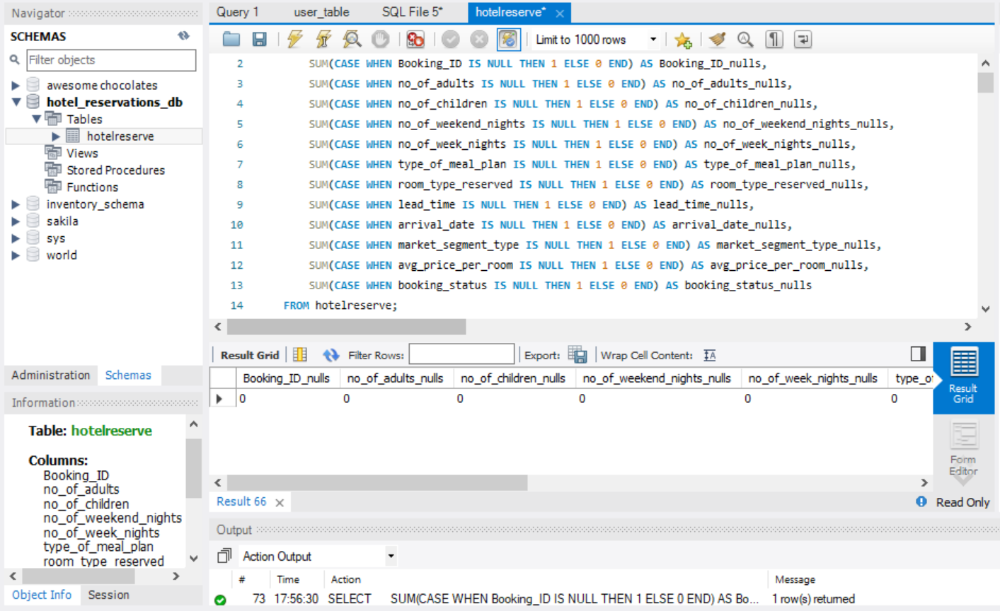 Navigator
SCHEMAS
Filter objects
awesome chocolates
hotel_reservations_db
Tables
hotelreserve
Views
Stored Procedures
Functions
inventory_schema
sakila
sys
world
Administration Schemas
Information
Table: hotelreserve
Columns:
Booking_ID
no_of_adults
no_of_children
no_of_weekend_nights
no_of_week_nights
type_of_meal_plan
room_type_reserved
Object Info Session
Query 1 user_table SQL File 5* hotelreserve*
Limit to 1000 rows
2 SUM(CASE WHEN Booking_ID IS NULL THEN 1 ELSE 0 END) AS Booking_ID_nulls,
3 SUM(CASE WHEN no_of_adults IS NULL THEN 1 ELSE 0 END) AS no_of_adults_nulls,
4 SUM(CASE WHEN no_of_children IS NULL THEN 1 ELSE 0 END) AS no_of_children_nulls,
5 SUM(CASE WHEN no_of_weekend_nights IS NULL THEN 1 ELSE 0 END) AS no_of_weekend_nights_nulls,
6 SUM(CASE WHEN no_of_week_nights IS NULL THEN 1 ELSE 0 END) AS no_of_week_nights_nulls,
7 SUM(CASE WHEN type_of_meal_plan IS NULL THEN 1 ELSE 0 END) AS type_of_meal_plan_nulls,
8 SUM(CASE WHEN room_type_reserved IS NULL THEN 1 ELSE 0 END) AS room_type_reserved_nulls,
9 SUM(CASE WHEN lead_time IS NULL THEN 1 ELSE 0 END) AS lead_time_nulls,
10 SUM(CASE WHEN arrival_date IS NULL THEN 1 ELSE 0 END) AS arrival_date_nulls,
11 SUM(CASE WHEN market_segment_type IS NULL THEN 1 ELSE 0 END) AS market_segment_type_nulls,
12 SUM(CASE WHEN avg_price_per_room IS NULL THEN 1 ELSE 0 END) AS avg_price_per_room_nulls,
13 SUM(CASE WHEN booking_status IS NULL THEN 1 ELSE 0 END) AS booking_status_nulls
14 FROM hotelreserve;
Result Grid Filter Rows: Export: Wrap Cell Content:
Booking_ID_nulls no_of_adults_nulls no_of_children_nulls no_of_weekend_nights_nulls no_of_week_nights_nulls type_o
0 0 0 0 0 0
Result
Grid
Form
Editor
Result 66 Read Only
Output
Action Output
# Time Action Message
73 17:56:30 SELECT SUM(CASE WHEN Booking_ID IS NULL THEN 1 ELSE 0 END) AS Bo... 1 row(s) returned